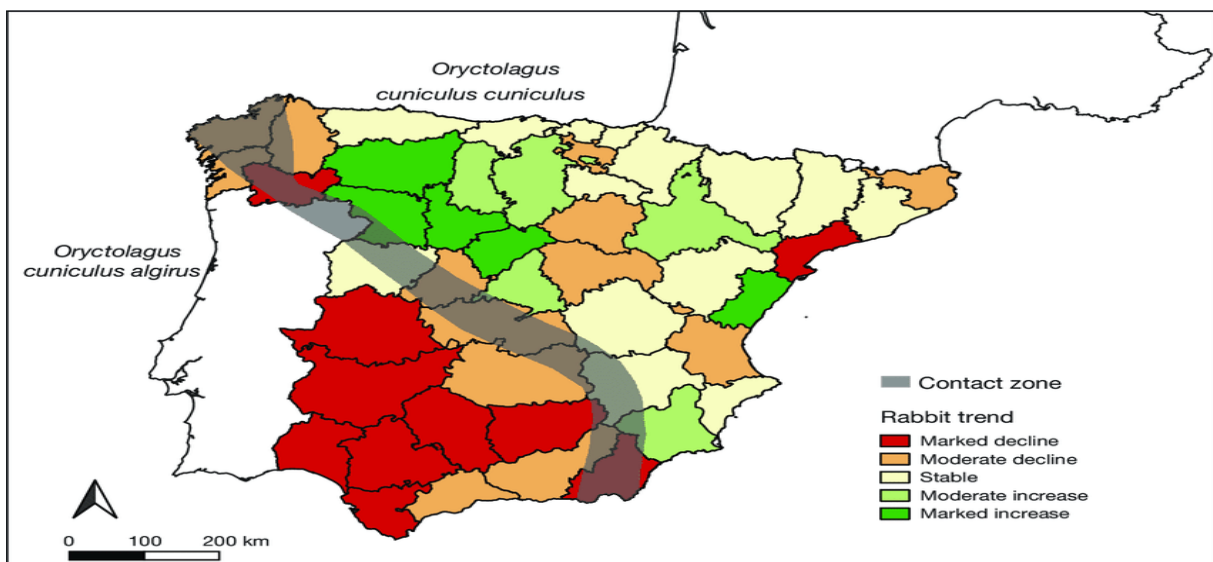 Oryctolagus
cuniculus cuniculus
Oryctolagus
cuniculus algirus
Contact zone
Rabbit trend
Marked decline
Moderate decline
Stable
Moderate increase
Marked increase
0 100 200 km